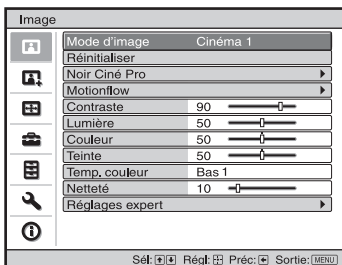 Image
Mode d'image Cinéma 1
Réinitialiser
Noir Ciné Pro
Motionflow
Contraste 90
Lumière 50
Couleur 50
Teinte 50
Temp. couleur Bas 1
Netteté 10
Réglages expert
Sél: Régl: Préc: Sortie: MENU